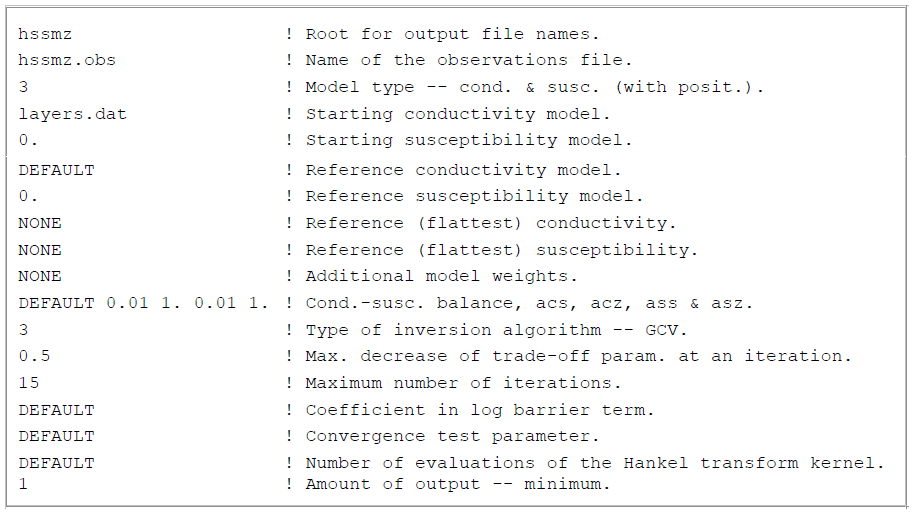 hssmz ! Root for output file names.
hssmz.obs ! Name of the observations file.
3 ! Model type -- cond. & susc. (with posit.).
layers.dat ! Starting conductivity model.
0. ! Starting susceptibility model.
DEFAULT ! Reference conductivity model.
0. ! Reference susceptibility model.
NONE ! Reference (flattest) conductivity.
NONE ! Reference (flattest) susceptibility.
NONE ! Additional model weights.
DEFAULT 0.01 1. 0.01 1. ! Cond.-susc. balance, acs, acz, ass & asz.
3 ! Type of inversion algorithm -- GCV.
0.5 ! Max. decrease of trade-off param. at an iteration.
15 ! Maximum number of iterations.
DEFAULT ! Coefficient in log barrier term.
DEFAULT ! Convergence test parameter.
DEFAULT ! Number of evaluations of the Hankel transform kernel.
1 ! Amount of output -- minimum.